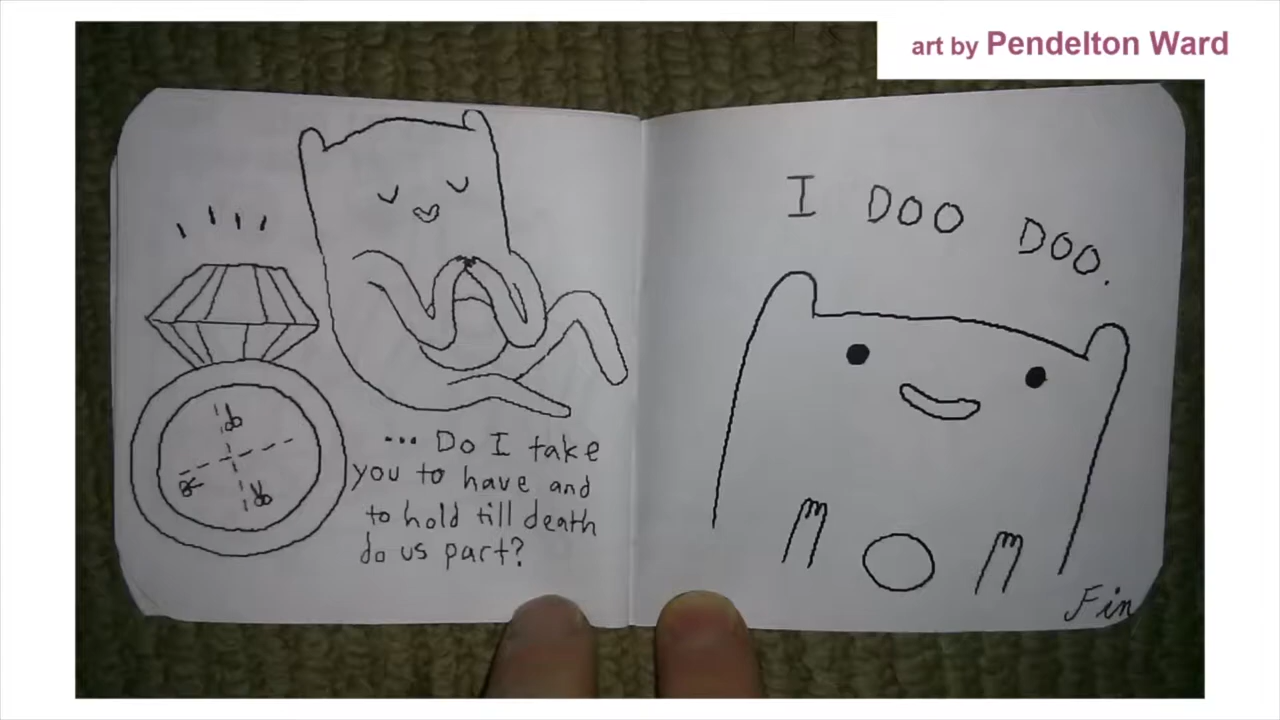 art by Pendelton Ward
... Do I take
you to have and
to hold till death
do us part?
I DOO DOO.
Fin